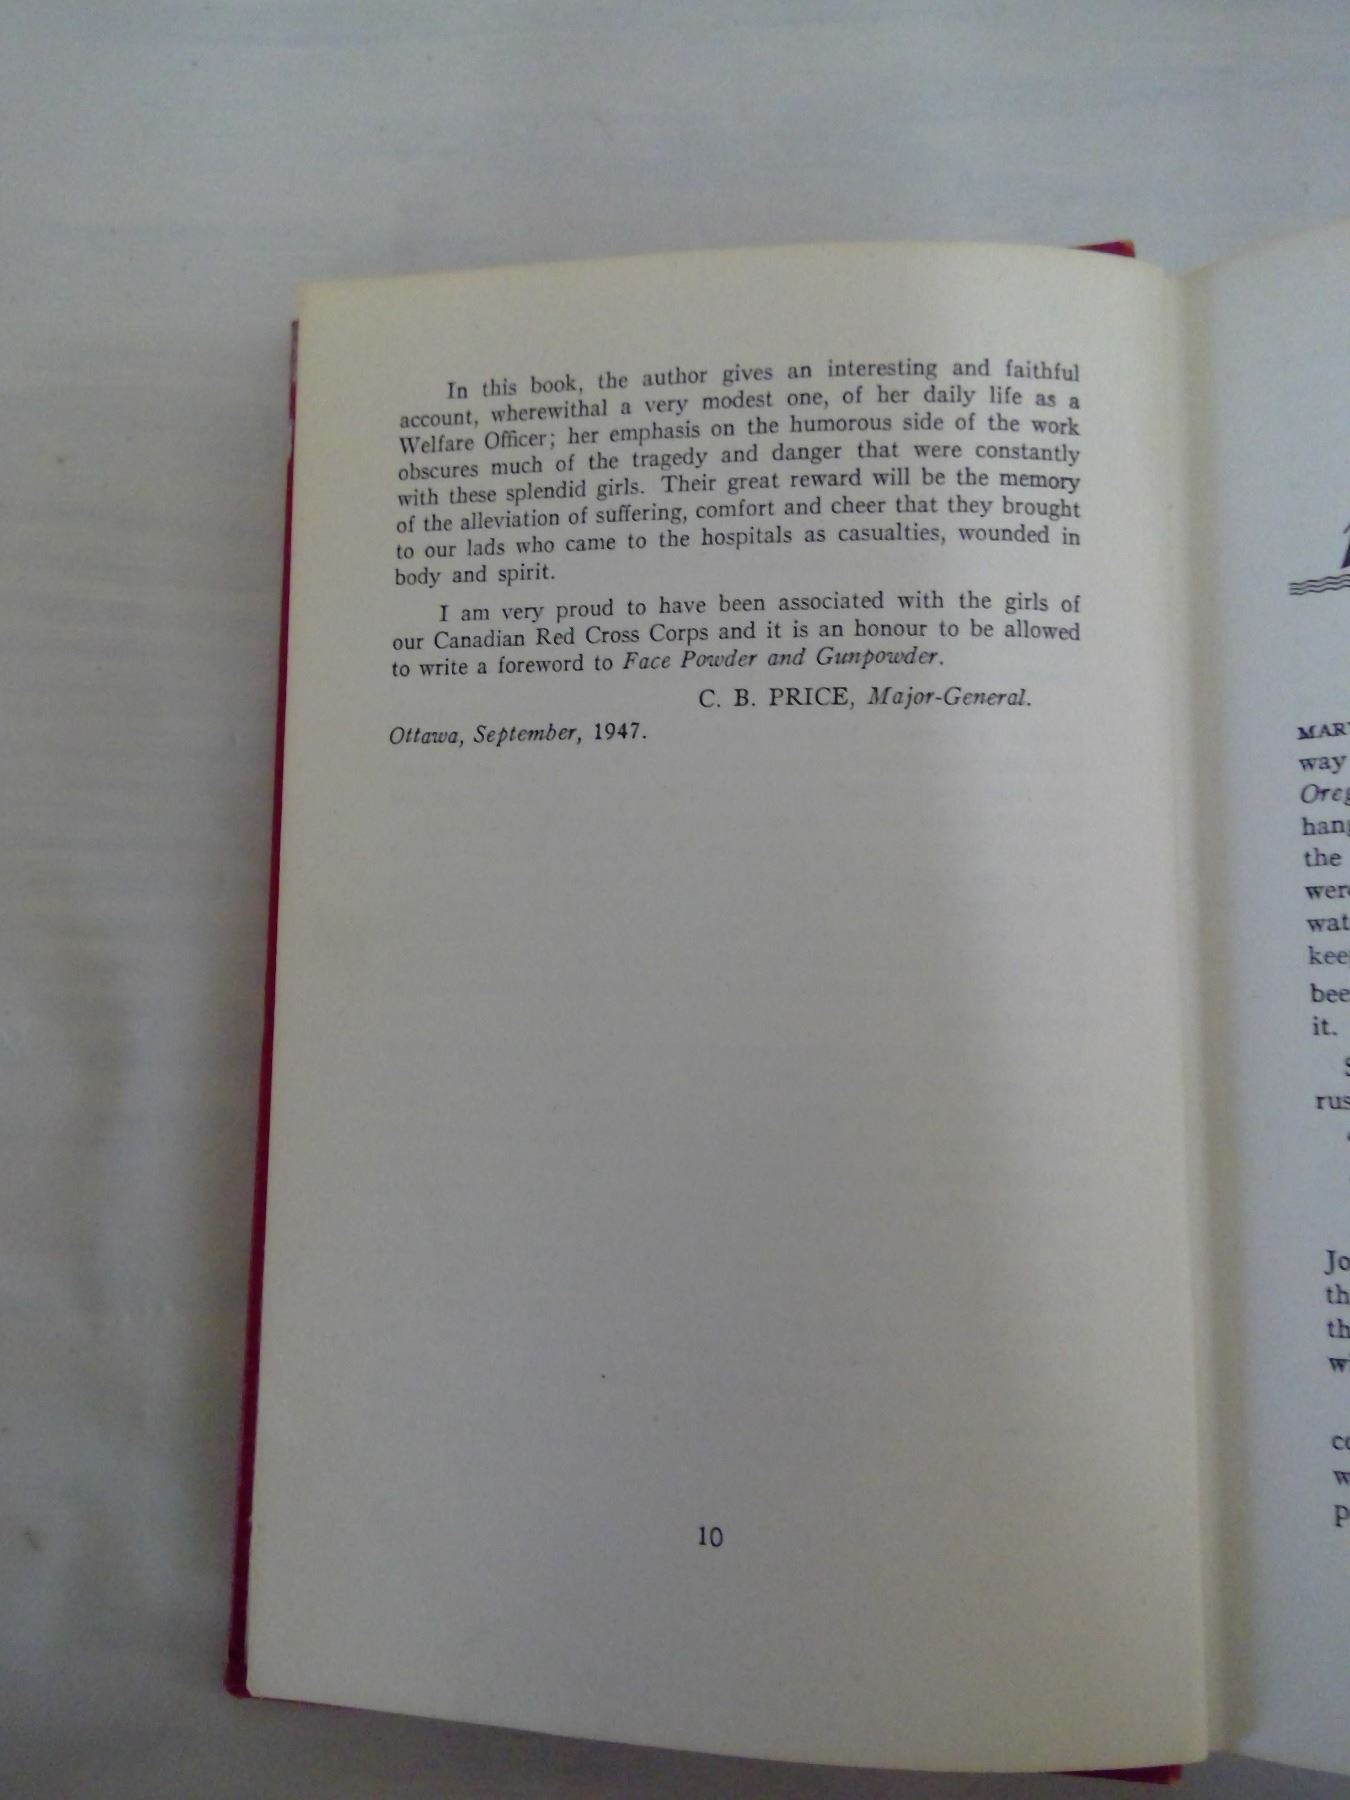 In this book, the author gives an interesting and faithful
account, wherewithal a very modest one, of her daily life as a
Welfare Officer; her emphasis on the humorous side of the work
obscures much of the tragedy and danger that were constantly
with these splendid girls. Their great reward will be the memory
of the alleviation of suffering, comfort and cheer that they brought
to our lads who came to the hospitals as casualties, wounded in
body and spirit.
I am very proud to have been associated with the girls of
our Canadian Red Cross Corps and it is an honour to be allowed
to write a foreword to Face Powder and Gunpowder.
C. B. PRICE, Major-General.
Ottawa, September, 1947.
10
way
the
it.